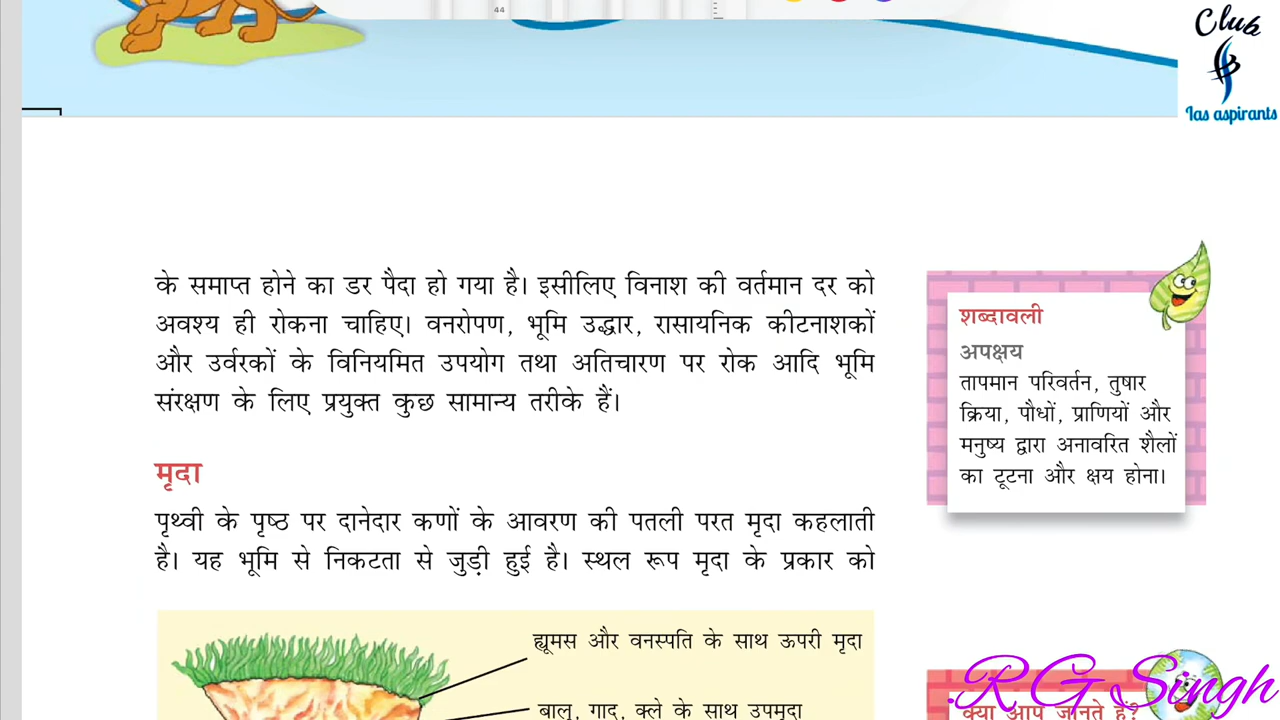 44
Club
Ias aspirants
के समाप्त होने का डर पैदा हो गया है। इसीलिए विनाश की वर्तमान दर को
अवश्य ही रोकना चाहिए। वनरोपण, भूमि उद्धार, रासायनिक कीटनाशकों
और उर्वरकों के विनियमित उपयोग तथा अतिचारण पर रोक आदि भूमि
संरक्षण के लिए प्रयुक्त कुछ सामान्य तरीके हैं।
मृदा
पृथ्वी के पृष्ठ पर दानेदार कणों के आवरण की पतली परत मृदा कहलाती
है। यह भूमि से निकटता से जुड़ी हुई है। स्थल रूप मृदा के प्रकार को
ह्यूमस और वनस्पति के साथ ऊपरी मृदा
बालू, गाद, क्ले के साथ उपमृदा
शब्दावली
अपक्षय
तापमान परिवर्तन, तुषार
क्रिया, पौधों, प्राणियों और
मनुष्य द्वारा अनावरित शैलों
का टूटना और क्षय होना।
RG Singh
क्या आप जानते हैं?